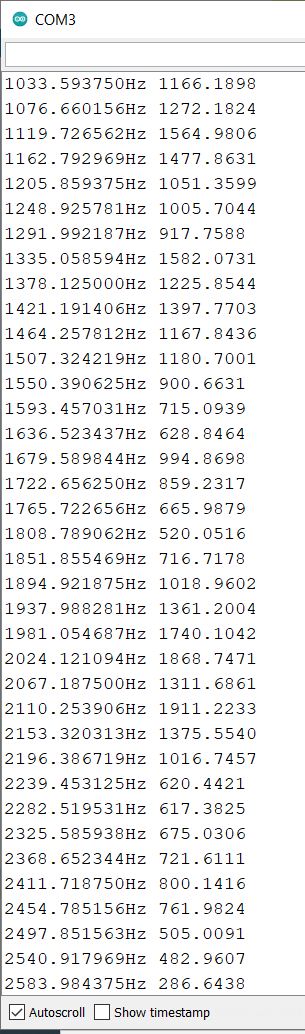 COM3
1033.593750Hz 1166.1898
1076.660156Hz 1272.1824
1119.726562Hz 1564.9806
1162.792969Hz 1477.8631
1205.859375Hz 1051.3599
1248.925781Hz 1005.7044
1291.992187Hz 917.7588
1335.058594Hz 1582.0731
1378.125000Hz 1225.8544
1421.191406Hz 1397.7703
1464.257812Hz 1167.8436
1507.324219Hz 1180.7001
1550.390625Hz 900.6631
1593.457031Hz 715.0939
1636.523437Hz 628.8464
1679.589844Hz 994.8698
1722.656250Hz 859.2317
1765.722656Hz 665.9879
1808.789062Hz 520.0516
1851.855469Hz 716.7178
1894.921875Hz 1018.9602
1937.988281Hz 1361.2004
1981.054687Hz 1740.1042
2024.121094Hz 1868.7471
2067.187500Hz 1311.6861
2110.253906Hz 1911.2233
2153.320313Hz 1375.5540
2196.386719Hz 1016.7457
2239.453125Hz 620.4421
2282.519531Hz 617.3825
2325.585938Hz 675.0306
2368.652344Hz 721.6111
2411.718750Hz 800.1416
2454.785156Hz 761.9824
2497.851563Hz 505.0091
2540.917969Hz 482.9607
2583.984375Hz 286.6438
Autoscroll Show timestamp